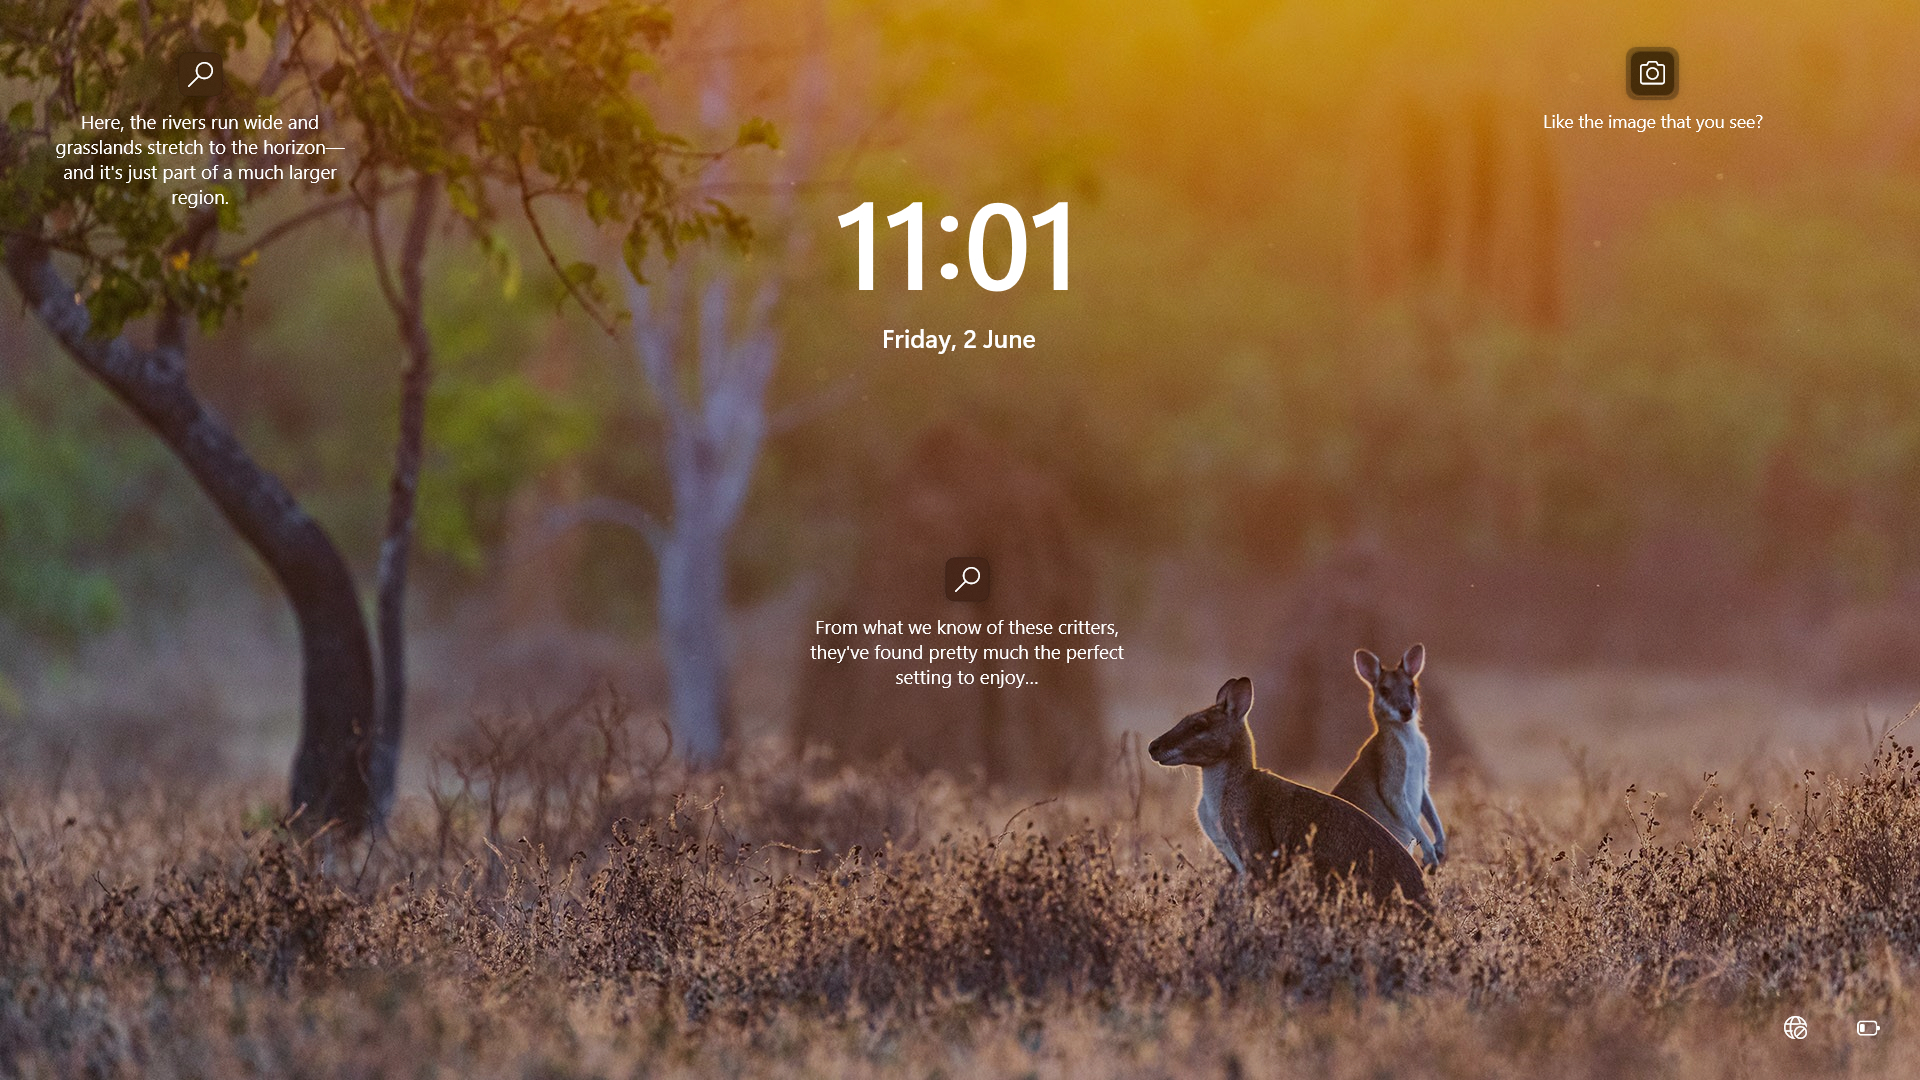 Here, the rivers run wide and
grasslands stretch to the horizon—
and it's just part of a much larger
region.
Like the image that you see?
11:01
Friday, 2 June
From what we know of these critters,
they've found pretty much the perfect
setting to enjoy...